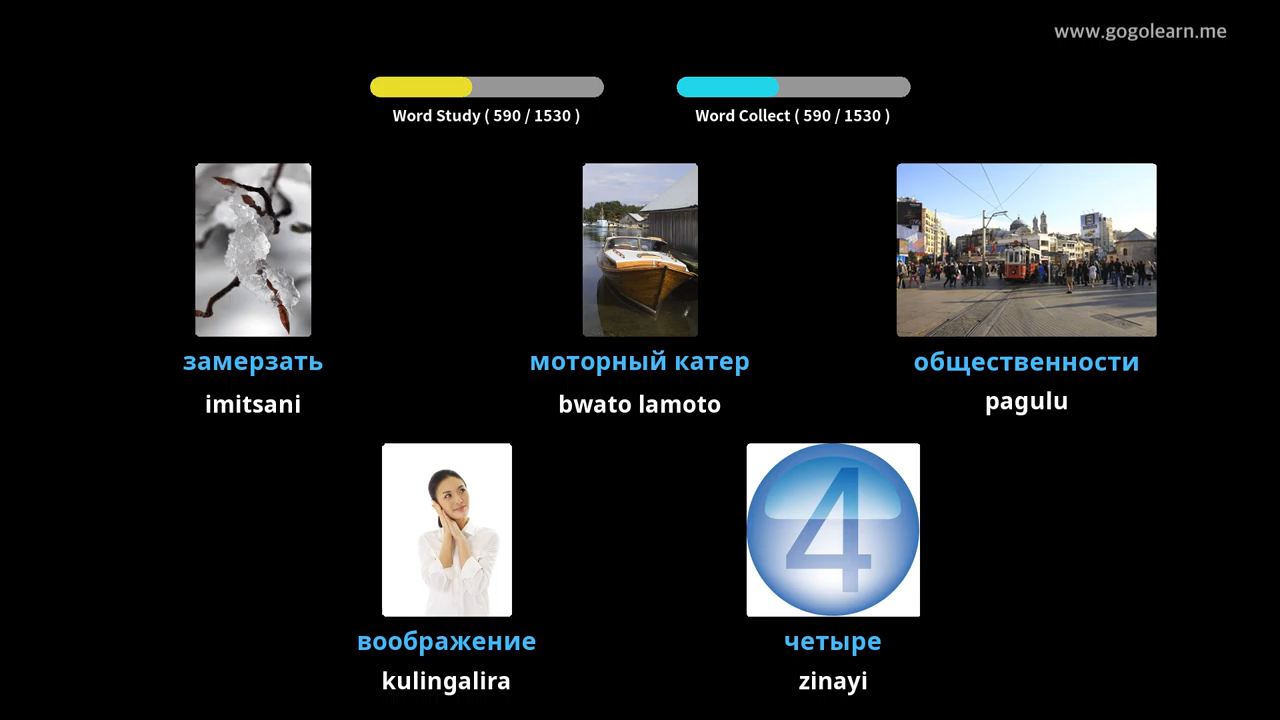 www.gogolearn.me
Word Study ( 590 / 1530 )
Word Collect ( 590 / 1530 )
замерзать
моторный катер
общественности
imitsani
bwato lamoto
pagulu
4
воображение
четыре
kulingalira
zinayi